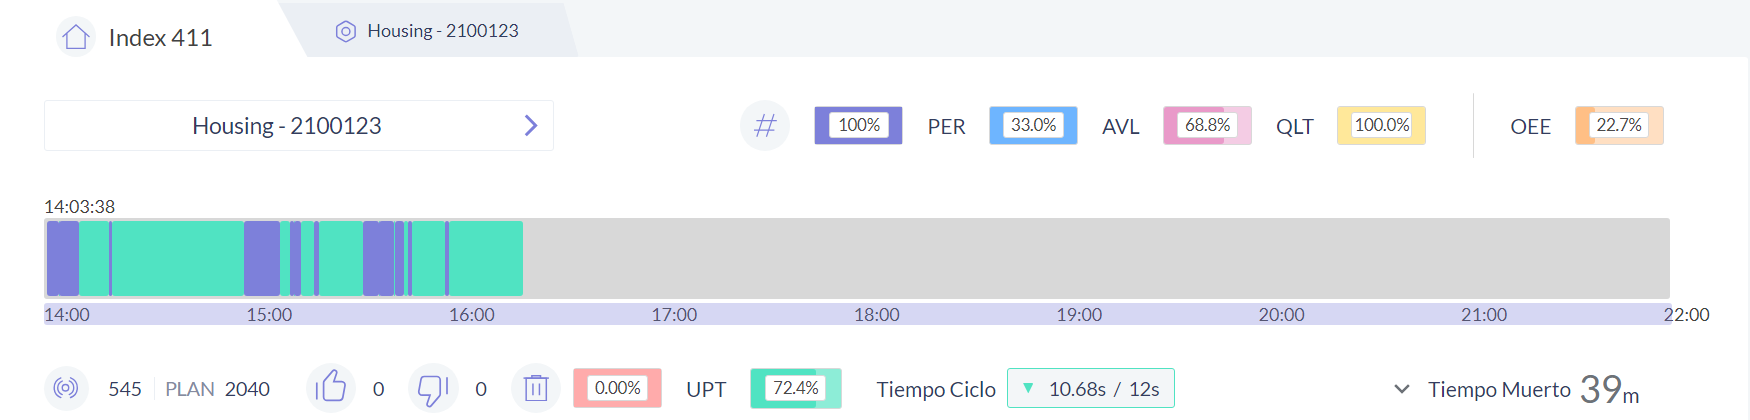 Index 411
Housing - 2100123
Housing - 2100123
100% PER 33.0% AVL 68.8% QLT 100.0% OEE 22.7%
14:03:38
14:00 15:00 16:00 17:00 18:00 19:00 20:00 21:00 22:00
545 PLAN 2040 0 0 0.00% UPT 72.4% Tiempo Ciclo 10.68s / 12s Tiempo Muerto 39m